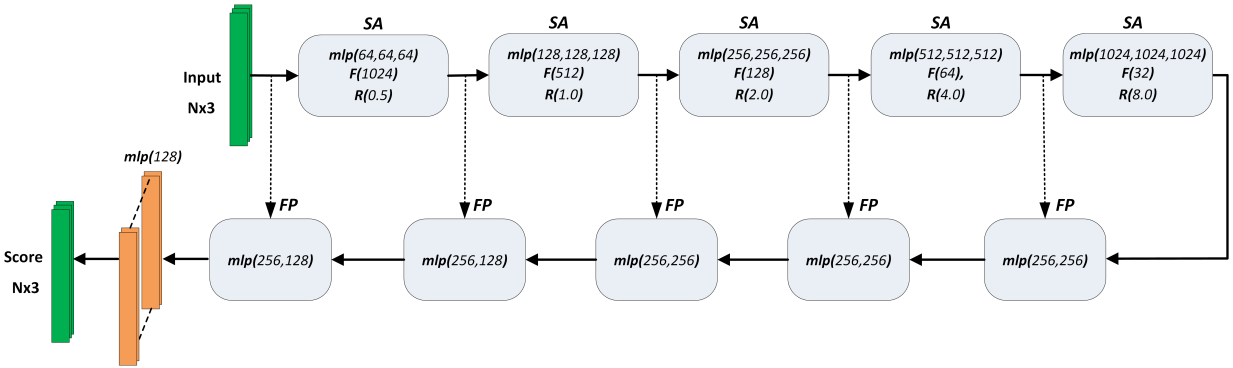 SA
SA
SA
SA
SA
Input
Nx3
mlp(64,64,64)
F(1024)
R(0.5)
mlp(128,128,128)
F(512)
R(1.0)
mlp(256,256,256)
F(128)
R(2.0)
mlp(512,512,512)
F(64),
R(4.0)
mlp(1024,1024,1024)
F(32)
R(8.0)
mlp(128)
FP
FP
FP
FP
FP
Score
Nx3
mlp(256,128)
mlp(256,128)
mlp(256,256)
mlp(256,256)
mlp(256,256)